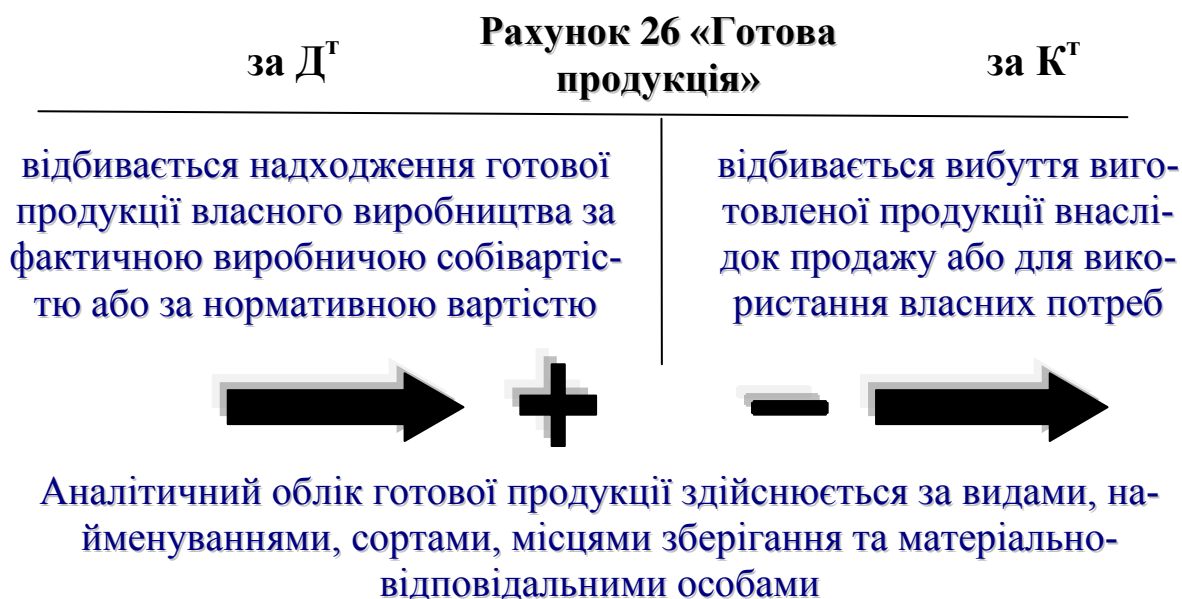 за Дᵀ
Рахунок 26 «Готова
продукція»
за Кᵀ
відбивається надходження готової
продукції власного виробництва за
фактичною виробничою собівартіс-
тю або за нормативною вартістю
відбивається вибуття виго-
товленої продукції внаслі-
док продажу або для вико-
ристання власних потреб
Аналітичний облік готової продукції здійснюється за видами, на-
йменуваннями, сортами, місцями зберігання та матеріально-
відповідальними особами